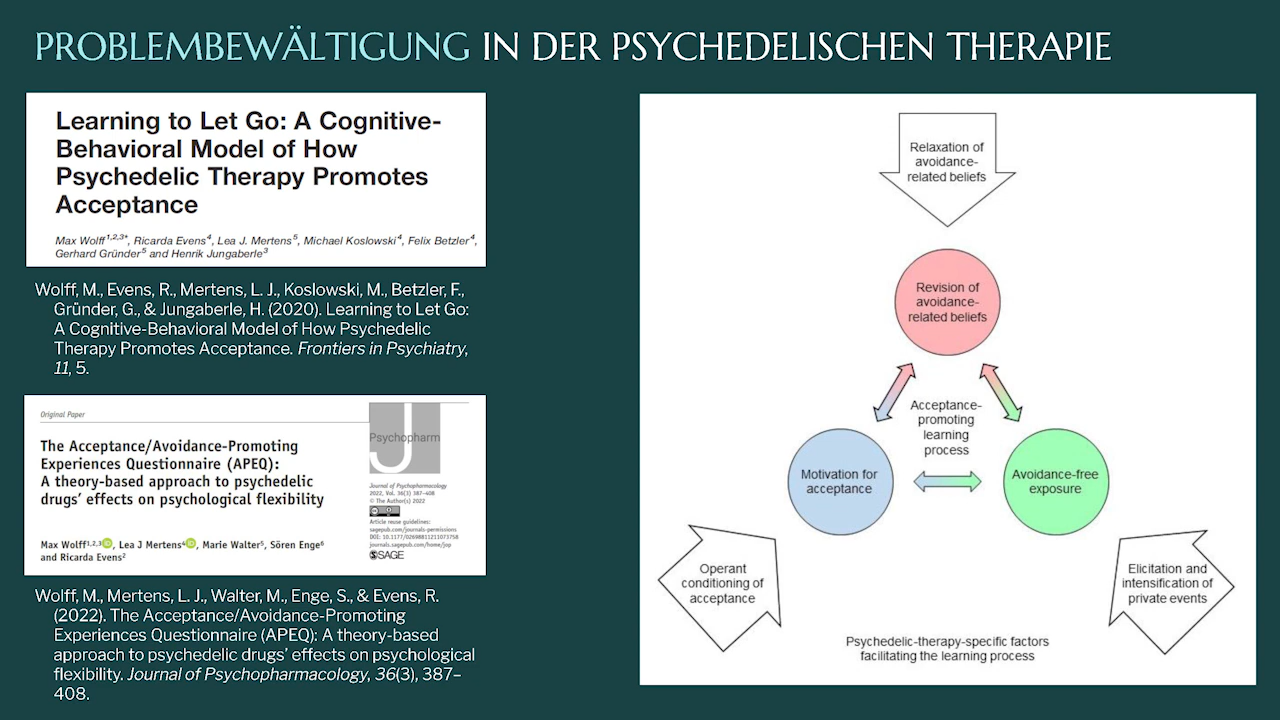 PROBLEMBEWÄLTIGUNG IN DER PSYCHEDELISCHEN THERAPIE
Learning to Let Go: A Cognitive-
Behavioral Model of How
Psychedelic Therapy Promotes
Acceptance
Max Wolff1,2,3*, Ricarda Evens4, Lea J. Mertens5, Michael Koslowski4, Felix Betzler4,
Gerhard Gründer5 and Henrik Jungaberle3
Wolff, M., Evens, R., Mertens, L. J., Koslowski, M., Betzler, F.,
Gründer, G., & Jungaberle, H. (2020). Learning to Let Go:
A Cognitive-Behavioral Model of How Psychedelic
Therapy Promotes Acceptance. Frontiers in Psychiatry,
11, 5.
Original Paper
The Acceptance/Avoidance-Promoting
Experiences Questionnaire (APEQ):
A theory-based approach to psychedelic
drugs' effects on psychological flexibility
Max Wolff1,2,3, Lea J Mertens4, Marie Walter5, Sören Enge6
and Ricarda Evens2
J
Psychopharm
Journal of Psychopharmacology
2022, Vol. 36(3) 387–408
© The Author(s) 2022
Article reuse guidelines:
sagepub.com/journals-permissions
DOI: 10.1177/02698811211073758
journals.sagepub.com/home/jop
SAGE
Wolff, M., Mertens, L. J., Walter, M., Enge, S., & Evens, R.
(2022). The Acceptance/Avoidance-Promoting
Experiences Questionnaire (APEQ): A theory-based
approach to psychedelic drugs' effects on psychological
flexibility. Journal of Psychopharmacology, 36(3), 387–
408.
Relaxation of
avoidance-
related beliefs
Revision of
avoidance-
related beliefs
Acceptance-
promoting
learning
process
Motivation for
acceptance
Avoidance-free
exposure
Operant
conditioning of
acceptance
Elicitation and
intensification of
private events
Psychedelic-therapy-specific factors
facilitating the learning process